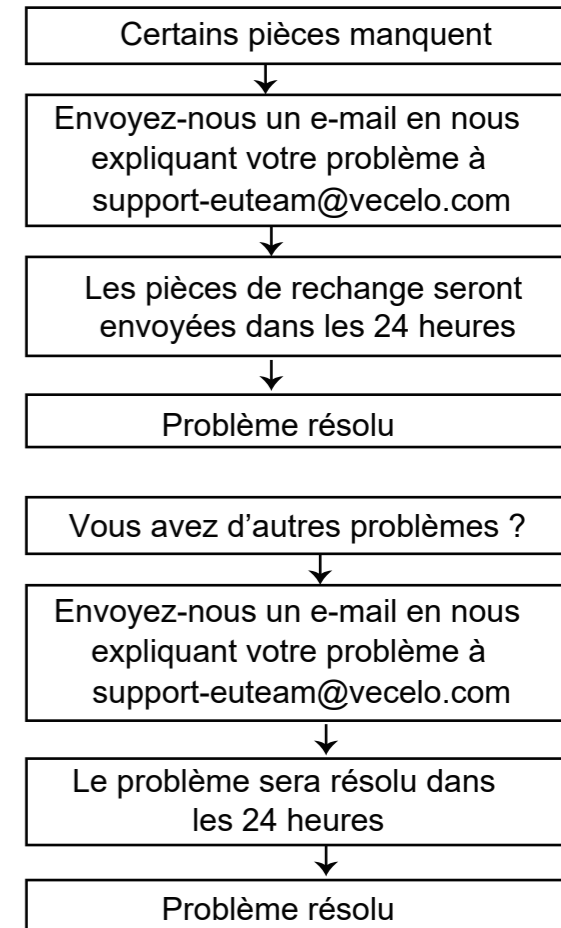 Certains pièces manquent
Envoyez-nous un e-mail en nous
expliquant votre problème à
support-euteam@vecelo.com
Les pièces de rechange seront
envoyées dans les 24 heures
Problème résolu
Vous avez d’autres problèmes ?
Envoyez-nous un e-mail en nous
expliquant votre problème à
support-euteam@vecelo.com
Le problème sera résolu dans
les 24 heures
Problème résolu